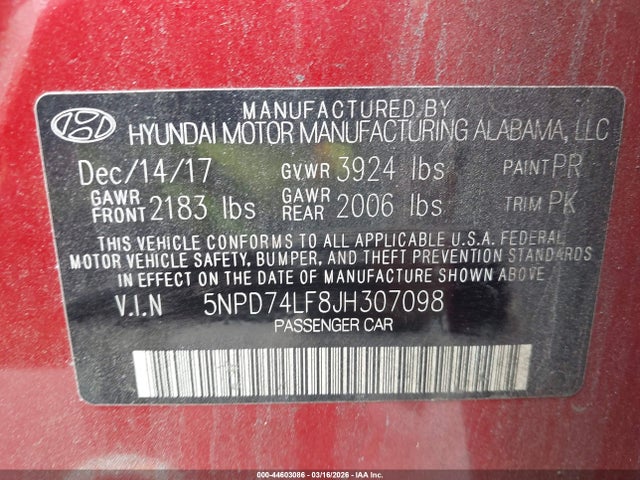 MANUFACTURED BY
HYUNDAI MOTOR MANUFACTURING ALABAMA, LLC
Dec/14/17 GVWR 3924 lbs PAINT PR
GAWR FRONT 2183 lbs GAWR REAR 2006 lbs TRIM PK
THIS VEHICLE CONFORMS TO ALL APPLICABLE U.S.A. FEDERAL
MOTOR VEHICLE SAFETY, BUMPER, AND THEFT PREVENTION STANDARDS
IN EFFECT ON THE DATE OF MANUFACTURE SHOWN ABOVE.
V.I.N 5NPD74LF8JH307098
PASSENGER CAR
000-44603086 | 03/16/2026 - IAA Corp.